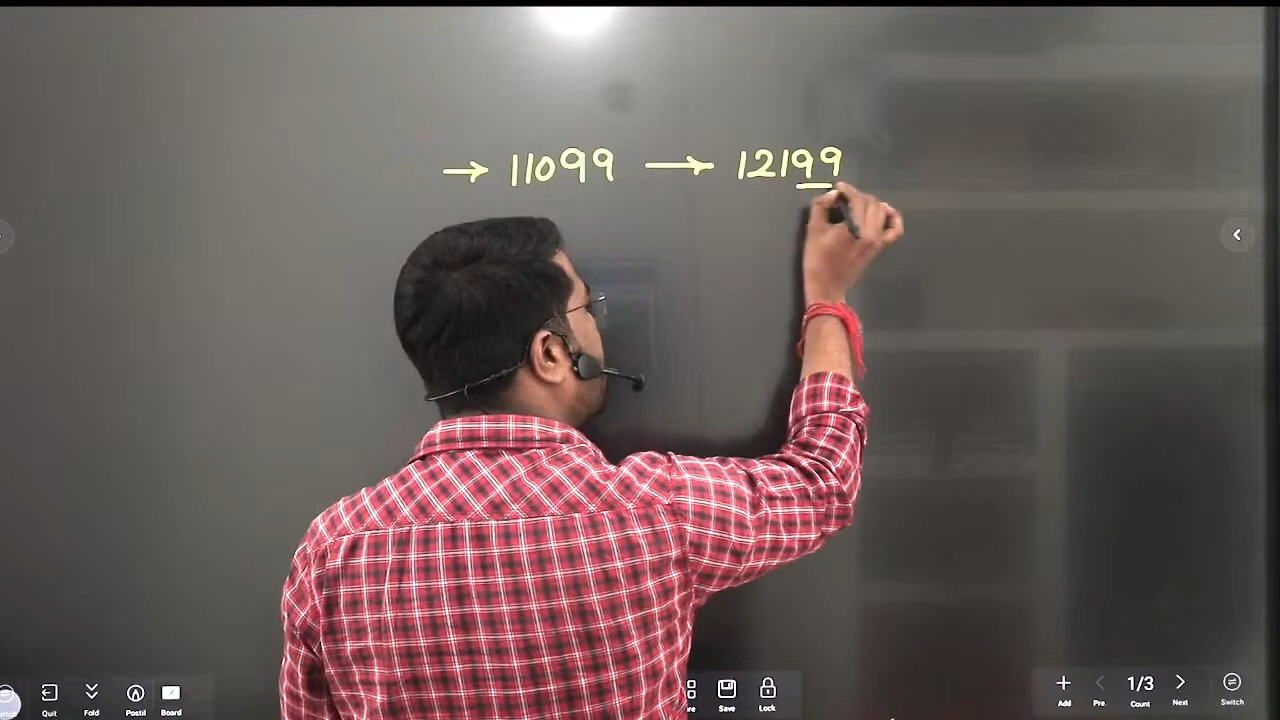 → 11099 → 12199
Quit
Fold
Postil
Board
Save
Lock
1/3
Add
Pre.
Count
Next
Switch